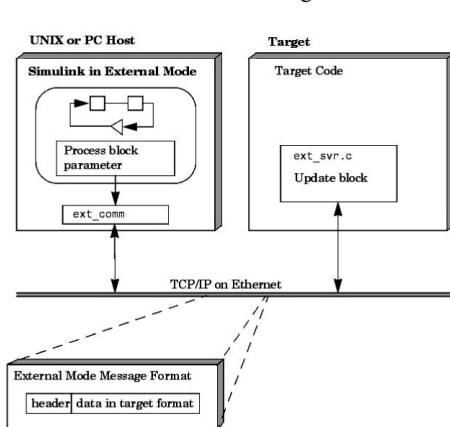 UNIX or PC Host
Target
Simulink in External Mode
Target Code
Process block
parameter
ext_svr.c
Update block
ext_comm
TCP/IP on Ethernet
External Mode Message Format
header data in target format